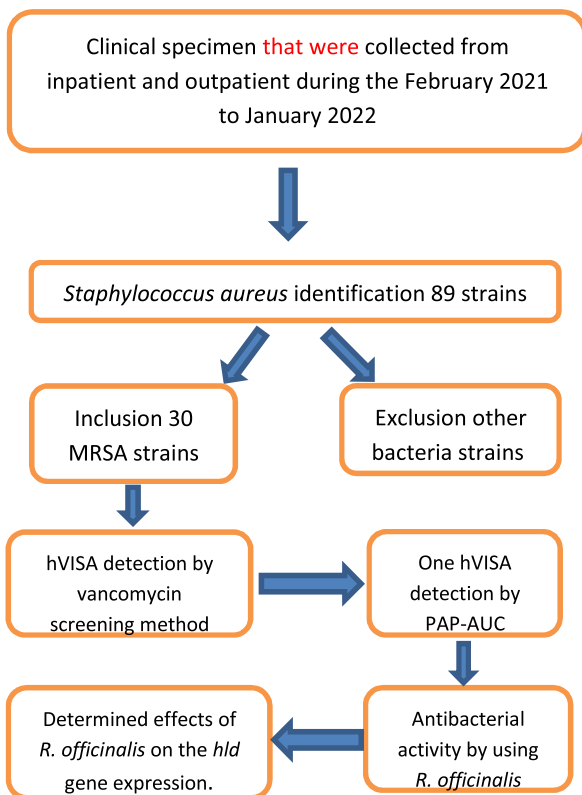 Clinical specimen that were collected from
inpatient and outpatient during the February 2021
to January 2022
Staphylococcus aureus identification 89 strains
Inclusion 30
MRSA strains
Exclusion other
bacteria strains
hVISA detection by
vancomycin
screening method
One hVISA
detection by
PAP-AUC
Antibacterial
activity by using
R. officinalis
Determined effects of
R. officinalis on the hld
gene expression.